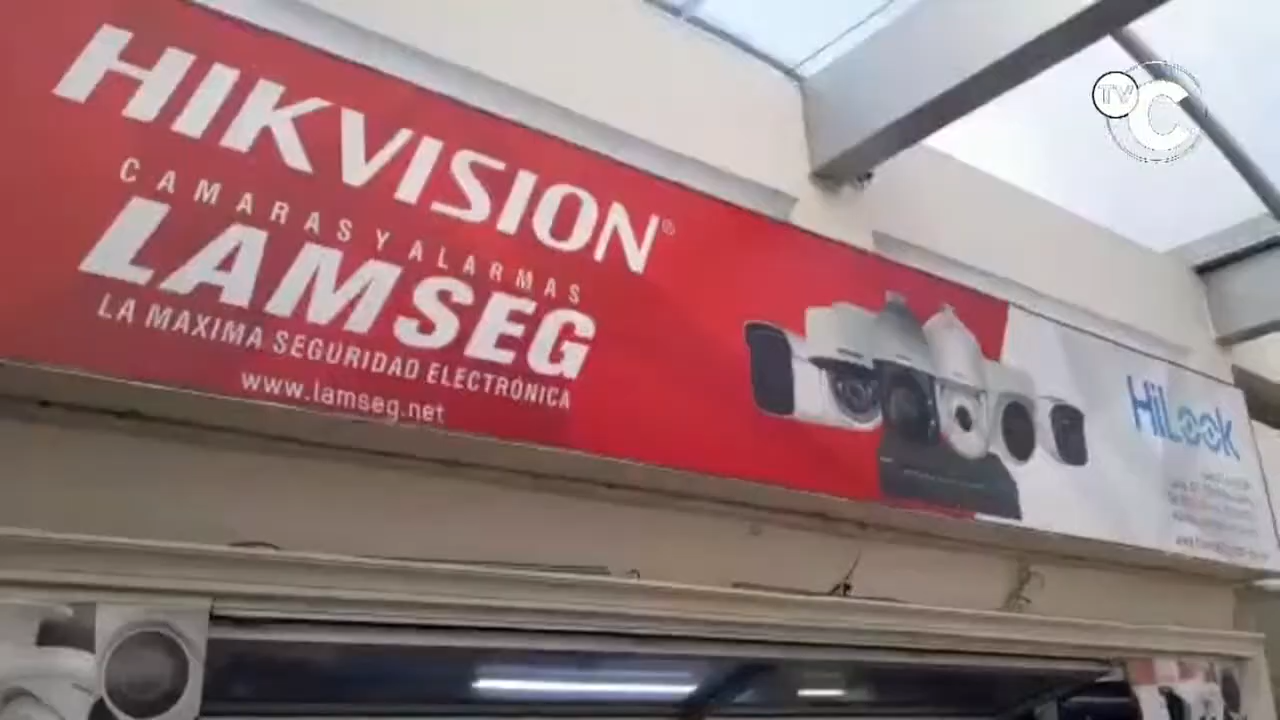 HIKVISION®
CAMARAS Y ALARMAS
LAMSEG
LA MAXIMA SEGURIDAD ELECTRÓNICA
www.lamseg.net
HiLook
TV C